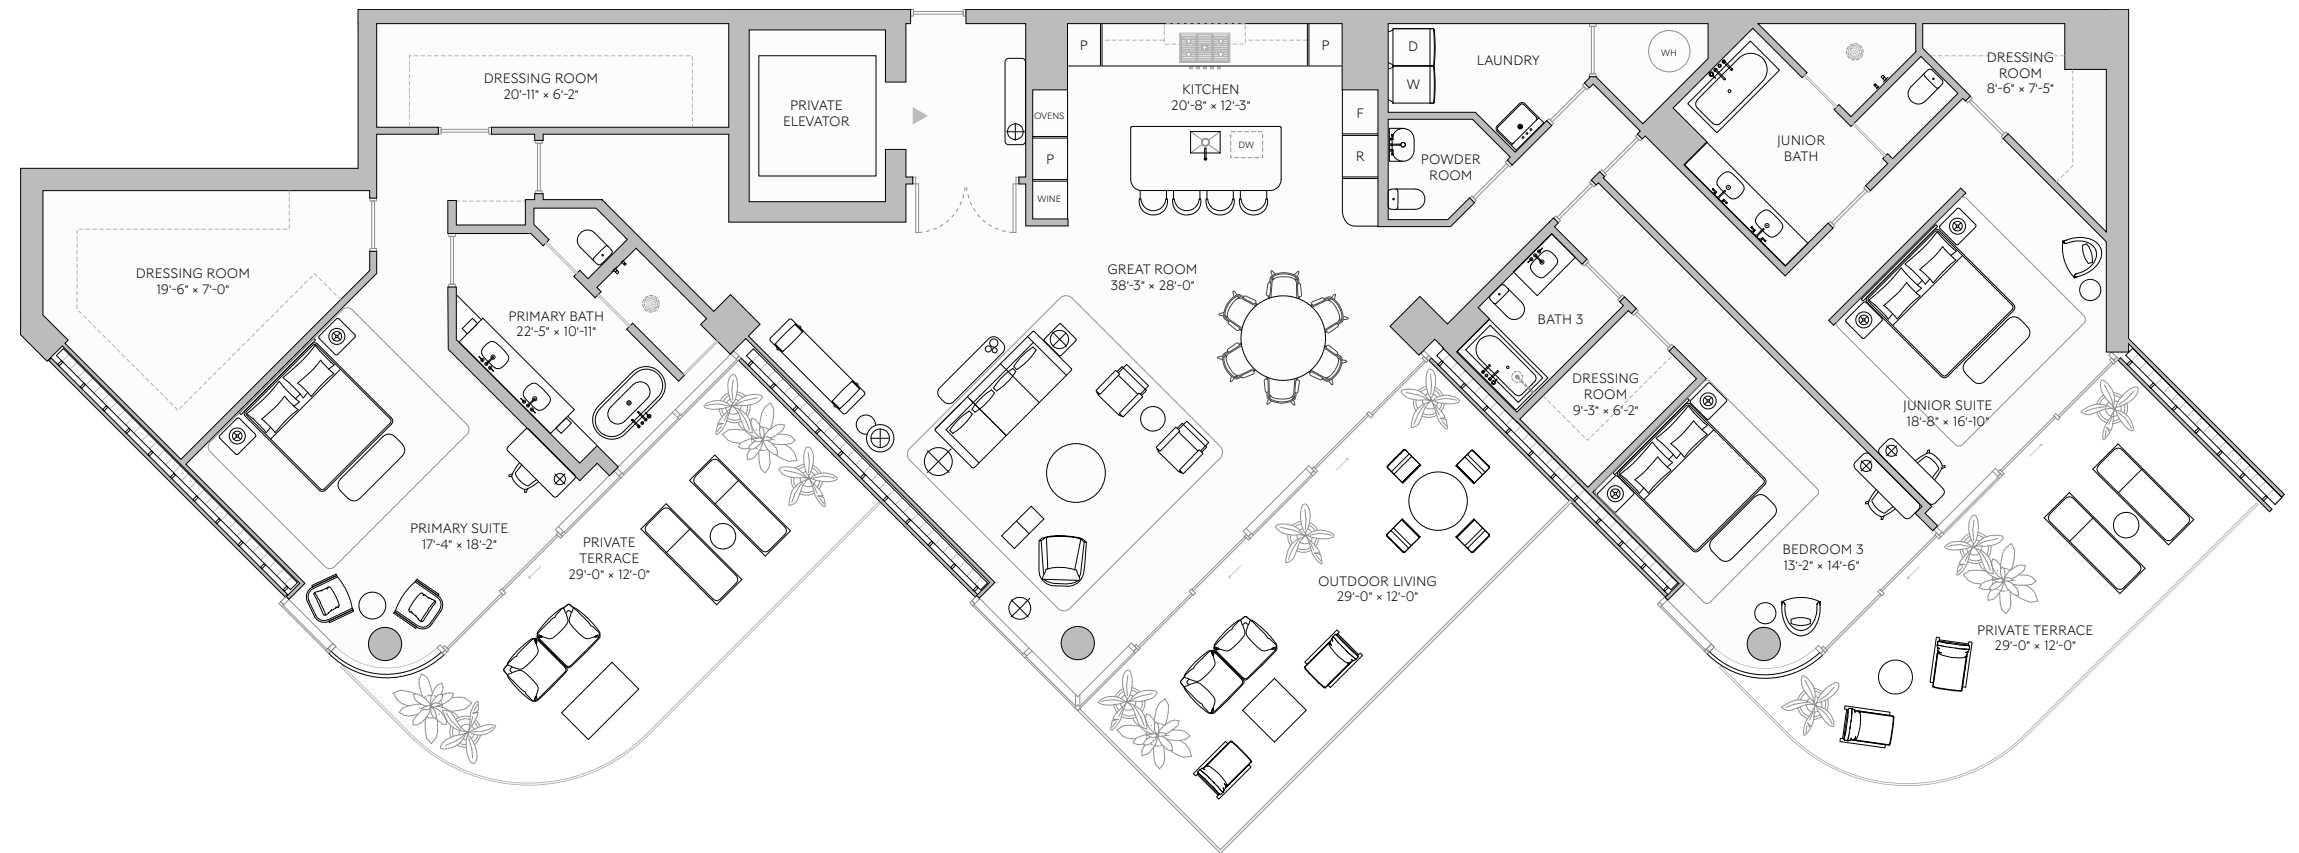 DRESSING ROOM
20'-11" × 6'-2"
PRIVATE
ELEVATOR
P
P
KITCHEN
20'-8" × 12'-3"
OVENS
P
WINE
DW
F
R
D
W
LAUNDRY
WH
POWDER
ROOM
JUNIOR
BATH
DRESSING
ROOM
8'-6" × 7'-5"
DRESSING ROOM
19'-6" × 7'-0"
PRIMARY BATH
22'-5" × 10'-11"
GREAT ROOM
38'-3" × 28'-0"
BATH 3
DRESSING
ROOM
9'-3" × 6'-2"
JUNIOR SUITE
18'-8" × 16'-10"
PRIMARY SUITE
17'-4" × 18'-2"
PRIVATE
TERRACE
29'-0" × 12'-0"
OUTDOOR LIVING
29'-0" × 12'-0"
BEDROOM 3
13'-2" × 14'-6"
PRIVATE TERRACE
29'-0" × 12'-0"